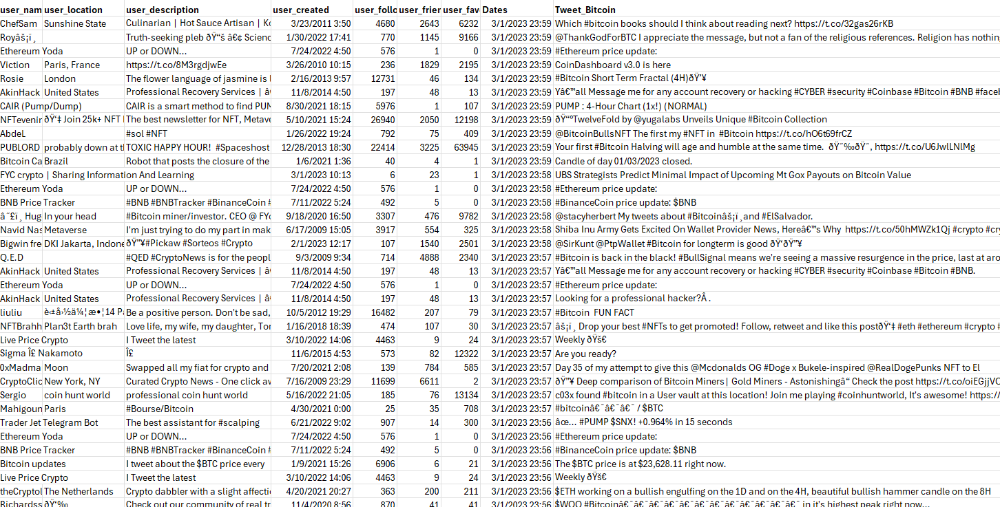 user_nam user_location user_description user_created user_follo user_frier user_fav Dates Tweet_Bitcoin
ChefSam Sunshine State Culinarian | Hot Sauce Artisan | Ko 3/23/2011 3:50 4680 2643 6232 3/1/2023 23:59 Which #bitcoin books should I think about reading next? https://t.co/32gas26rKB
Royâš¡ï¸ Truth-seeking pleb ðŸ“š â€¢ Scienc 1/30/2022 17:41 770 1145 9166 3/1/2023 23:59 @ThankGodForBTC I appreciate the message, but not a fan of the religious references. Religion has nothin
Ethereum Yoda UP or DOWN... 7/24/2022 4:50 576 1 0 3/1/2023 23:59 #Ethereum price update:
Viction Paris, France https://t.co/8M3rgdjwEe 3/26/2010 10:15 236 1829 2195 3/1/2023 23:59 CoinDashboard v3.0 is here
Rosie London The flower language of jasmine is l 2/16/2013 9:57 12731 46 134 3/1/2023 23:59 #Bitcoin Short Term Fractal (4H)ðŸ’¥
AkinHack United States Professional Recovery Services | â 11/8/2014 4:50 197 48 13 3/1/2023 23:59 Yâ€™all Message me for any account recovery or hacking #CYBER #security #Coinbase #Bitcoin #BNB #facel
CAIR (Pump/Dump) CAIR is a smart method to find PUN 8/30/2021 18:15 5976 1 107 3/1/2023 23:59 PUMP : 4-Hour Chart (1x!) (NORMAL)
NFTevenir ðŸ‘‡ Join 25k+ NFT The best newsletter for NFT, Metave 5/10/2021 15:24 26940 2050 12198 3/1/2023 23:59 ðŸ“°TwelveFold by @yugalabs Unveils Unique #Bitcoin Collection
AbdeL #sol #NFT 1/26/2022 19:24 792 75 409 3/1/2023 23:59 @BitcoinBullsNFT The first my #NFT in #Bitcoin https://t.co/hO6t69frCZ
PUBLORD probably down at t TOXIC HAPPY HOUR! #Spaceshost 12/28/2013 18:30 22414 3225 63945 3/1/2023 23:59 Your first #Bitcoin Halving will age and humble at the same time. ðŸ˜‰ðŸ˜‚ https://t.co/U6JwlLNlMg
Bitcoin Ca Brazil Robot that posts the closure of the 1/6/2021 1:36 40 4 1 3/1/2023 23:59 Candle of day 01/03/2023 closed.
FYC crypto | Sharing Information And Learning 3/1/2023 10:13 6 23 1 3/1/2023 23:58 UBS Strategists Predict Minimal Impact of Upcoming Mt Gox Payouts on Bitcoin Value
Ethereum Yoda UP or DOWN... 7/24/2022 4:50 576 1 0 3/1/2023 23:58 #Ethereum price update:
BNB Price Tracker #BNB #BNBTracker #BinanceCoin # 7/11/2022 5:24 492 5 0 3/1/2023 23:58 #BinanceCoin price update: $BNB
â˜£ï¸ Hug In your head #Bitcoin miner/investor. CEO @ FYc 9/18/2020 16:50 3307 476 9782 3/1/2023 23:58 @stacyherbert My tweets about #Bitcoinâš¡ï¸ and #ElSalvador.
Navid Nas Metaverse I'm just trying to do my part in mak 6/17/2009 15:05 3917 554 325 3/1/2023 23:58 Shiba Inu Army Gets Excited On Wallet Provider News, Hereâ€™s Why https://t.co/50hMWZk1Qj #crypto #cr
Bigwin fre DKI Jakarta, Indone ðŸ”¥#Pickaw #Sorteos #Crypto 2/1/2023 12:17 107 1540 2501 3/1/2023 23:58 @SirKunt @PtpWallet #Bitcoin for longterm is good ðŸ‘ðŸ”¥
Q.E.D #QED #CryptoNews is for the peopl 9/3/2009 9:34 714 4888 2340 3/1/2023 23:58 #Bitcoin is back in the black! #BullSignal means we're seeing a massive resurgence in the price, last at aro
AkinHack United States Professional Recovery Services | â 11/8/2014 4:50 197 48 13 3/1/2023 23:57 Yâ€™all Message me for any account recovery or hacking #CYBER #security #Coinbase #Bitcoin #BNB.
Ethereum Yoda UP or DOWN... 7/24/2022 4:50 576 1 0 3/1/2023 23:57 #Ethereum price update:
AkinHack United States Professional Recovery Services | â 11/8/2014 4:50 197 48 13 3/1/2023 23:57 Looking for a professional hacker?Â .
liuliu è‹±å›½ä¼¦æ•¦14 P Be a positive person. Don't be sad, 10/5/2012 19:29 16482 207 79 3/1/2023 23:57 #Bitcoin FUN FACT
NFTBrahh Plan3t Earth brah Love life, my wife, my daughter, Tor 1/16/2018 18:39 474 107 30 3/1/2023 23:57 âš¡ï¸ Drop your best #NFTs to get promoted! Follow, retweet and like this postðŸ‘‡ #eth #ethereum #crypto #
Live Price Crypto I Tweet the latest 3/10/2022 14:06 4463 9 24 3/1/2023 23:57 Weekly ðŸš€
Sigma Î£ Nakamoto Î£ 11/6/2015 4:53 573 82 12322 3/1/2023 23:57 Are you ready?
0xMadma Moon Swapped all my fiat for crypto and 7/20/2021 2:08 139 784 585 3/1/2023 23:57 Day 35 of my attempt to give this @Mcdonalds OG #Doge x Bukele-inspired @RealDogePunks NFT to El
CryptoClic New York, NY Curated Crypto News - One click av 7/16/2009 23:29 11699 6611 2 3/1/2023 23:57 ðŸ”¥ Deep comparison of Bitcoin Miners| Gold Miners - Astonishingâ“ Check the post https://t.co/oiEGjjVC
Sergio coin hunt world professional coin hunt world 5/16/2022 21:05 185 76 13134 3/1/2023 23:57 c03x found #bitcoin in a User vault at this location! Join me playing #coinhuntworld, It's awesome! https:/
Mahigoun Paris #Bourse/Bitcoin 4/30/2021 0:00 25 35 708 3/1/2023 23:57 #bitcoinâ€¯â€¯â€¯ / $BTC
Trader Jet Telegram Bot The best assistant for #scalping 6/21/2022 9:02 907 14 300 3/1/2023 23:56 âœ… #PUMP $SNX! +0.964% in 15 seconds
Ethereum Yoda UP or DOWN... 7/24/2022 4:50 576 1 0 3/1/2023 23:56 #Ethereum price update:
BNB Price Tracker #BNB #BNBTracker #BinanceCoin # 7/11/2022 5:24 492 5 0 3/1/2023 23:56 #BinanceCoin price update: $BNB
Bitcoin updates I tweet about the $BTC price every 1/9/2021 15:26 6906 6 21 3/1/2023 23:56 The $BTC price is at $23,628.11 right now.
Live Price Crypto I Tweet the latest 3/10/2022 14:06 4463 9 24 3/1/2023 23:56 Weekly ðŸš€
theCryptol The Netherlands Crypto dabbler with a slight affecti 4/20/2021 20:27 363 200 211 3/1/2023 23:56 $ETH working on a bullish engulfing on the 1D and on the 4H, beautiful bullish hammer candle on the 8H
Richardss ðŸ‘‰ Check out our community of real tr 11/4/2020 8:56 870 41 41 3/1/2023 23:56 $WOO #Bitcoinâ€¯â€¯â€¯â€¯â€¯â€¯â€¯â€¯ in it's highest peak right now...